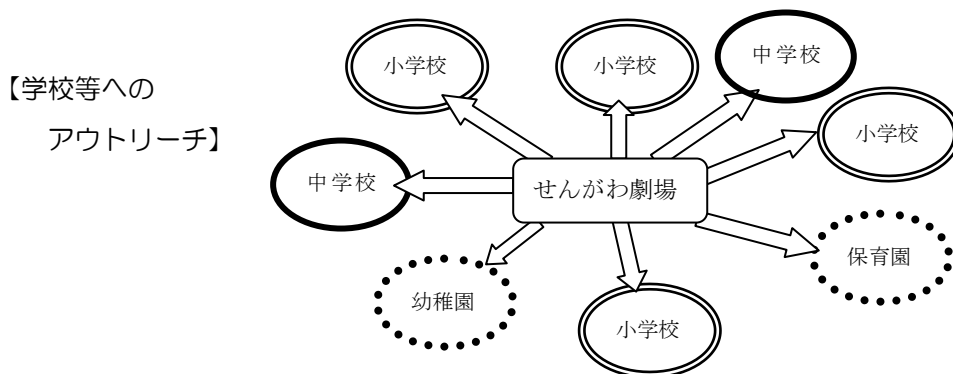 【学校等への
アウトリーチ】
小学校
小学校
中学校
小学校
中学校
せんがわ劇場
保育園
幼稚園
小学校